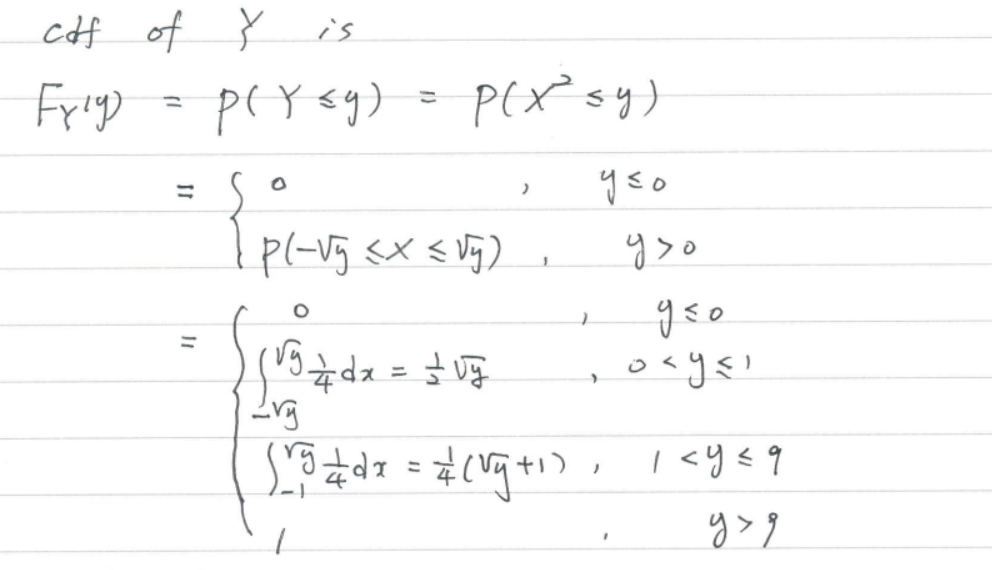 cdf of Y is
F_Y(y) = P(Y ≤ y) = P(X² ≤ y)
= { 0 , y ≤ 0
P(-√y ≤ X ≤ √y) , y > 0
= { 0 , y ≤ 0
∫_{-√y}^{√y} 1/4 dx = 1/2 √y , 0 < y ≤ 1
∫_{-1}^{√y} 1/4 dx = 1/4 (√y + 1) , 1 < y ≤ 9
1 , y > 9